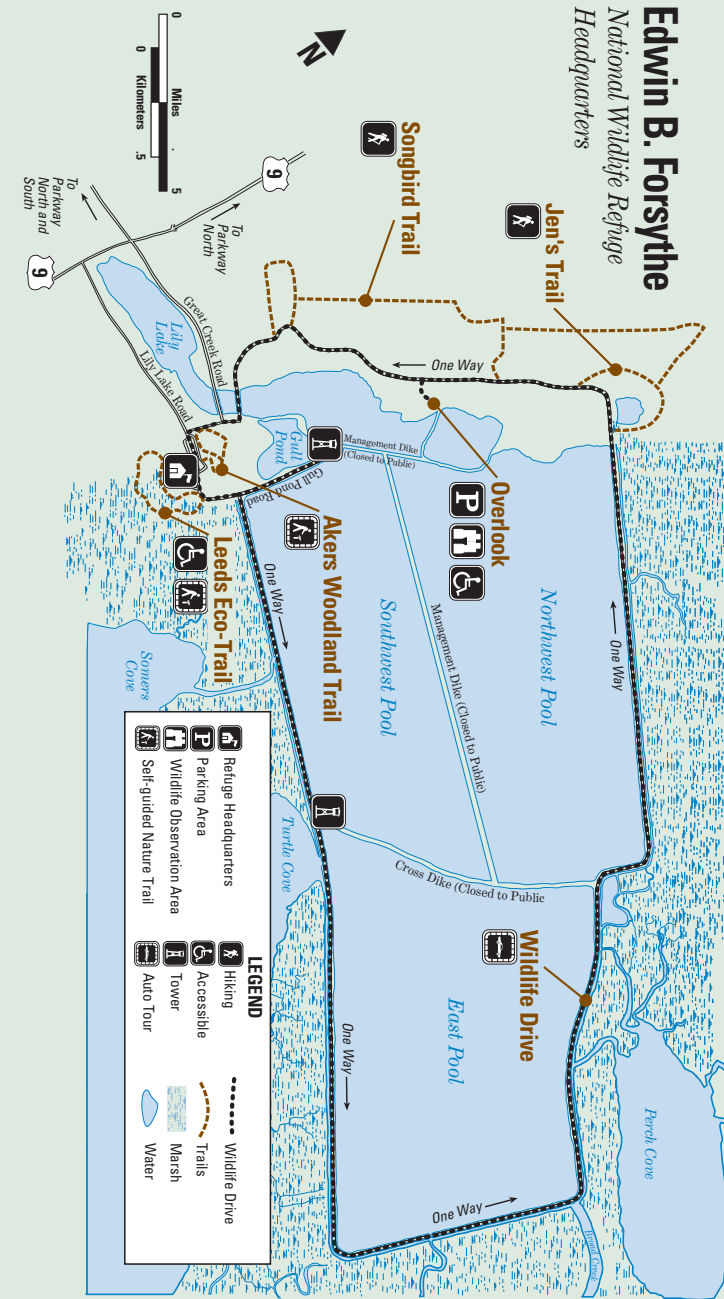 Edwin B. Forsythe
National Wildlife Refuge
Headquarters
N
0 Miles .5
0 Kilometers .5
9
To
Parkway
North
To
Parkway
North and
South
9
Songbird Trail
Jen's Trail
One Way
Great Creek Road
Lily
Lake
Lily Lake Road
Gull
Pond
Gull Pond Road
Management Dike
(Closed to Public)
Overlook
P
Akers Woodland Trail
Leeds Eco-Trail
One Way
Southwest Pool
Northwest Pool
Management Dike (Closed to Public)
One Way
Somers
Cove
Turtle Cove
Cross Dike (Closed to Public
Wildlife Drive
East Pool
One Way
One Way
Perch Cove
Broad Creek
LEGEND
Refuge Headquarters
P Parking Area
Wildlife Observation Area
Self-guided Nature Trail
Hiking
Accessible
Tower
Auto Tour
Wildlife Drive
Trails
Marsh
Water